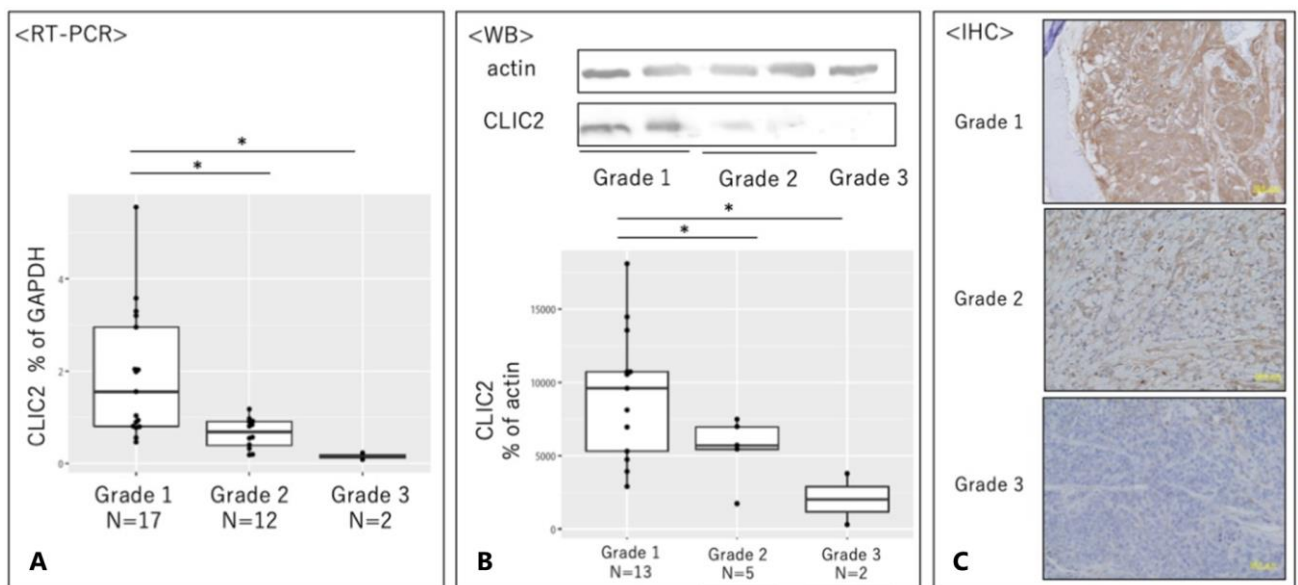 <RT-PCR>
*
*
CLIC2 % of GAPDH
4
2
0
Grade 1
N=17
Grade 2
N=12
Grade 3
N=2
A
<WB>
actin
CLIC2
Grade 1
Grade 2
Grade 3
*
*
CLIC2
% of actin
15000
10000
5000
0
Grade 1
N=13
Grade 2
N=5
Grade 3
N=2
B
<IHC>
Grade 1
Grade 2
Grade 3
C